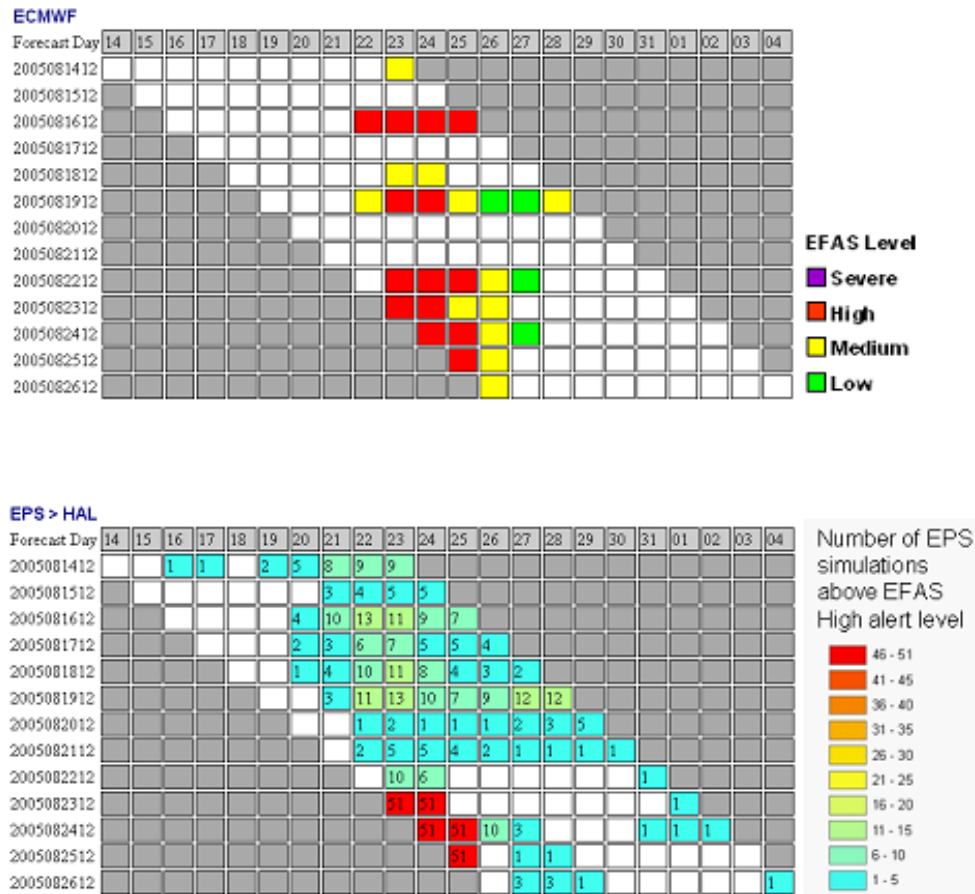 ECMWF
Forecast Day 14 15 16 17 18 19 20 21 22 23 24 25 26 27 28 29 30 31 01 02 03 04
2005081412
2005081512
2005081612
2005081712
2005081812
2005081912
2005082012
2005082112
2005082212
2005082312
2005082412
2005082512
2005082612
EFAS Level
Severe
High
Medium
Low
EPS > HAL
Forecast Day 14 15 16 17 18 19 20 21 22 23 24 25 26 27 28 29 30 31 01 02 03 04
2005081412 1 1 2 5 8 9 9
2005081512 3 4 5 5
2005081612 4 10 13 11 9 7
2005081712 2 3 6 7 5 5 4
2005081812 1 4 10 11 8 4 3 2
2005081912 3 11 13 10 7 9 12 12
2005082012 1 2 1 1 1 2 3 5
2005082112 2 5 5 4 2 1 1 1 1
2005082212 10 6 1
2005082312 51 51 1
2005082412 51 51 10 3 1 1 1
2005082512 51 1 1
2005082612 3 3 1 1
Number of EPS
simulations
above EFAS
High alert level
46 - 51
41 - 45
36 - 40
31 - 35
26 - 30
21 - 25
16 - 20
11 - 15
6 - 10
1 - 5